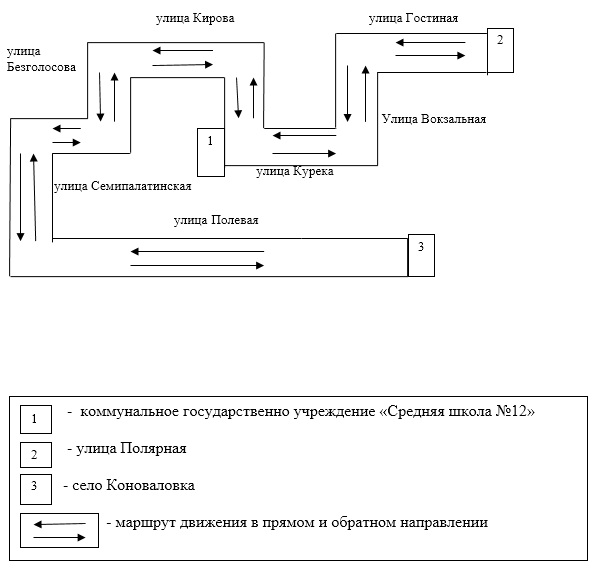 улица Кирова
улица Гостиная
улица
Безголосова
2
Улица Вокзальная
1
улица Курека
улица Семипалатинская
улица Полевая
3
1 - коммунальное государственно учреждение «Средняя школа №12»
2 - улица Полярная
3 - село Коноваловка
- маршрут движения в прямом и обратном направлении